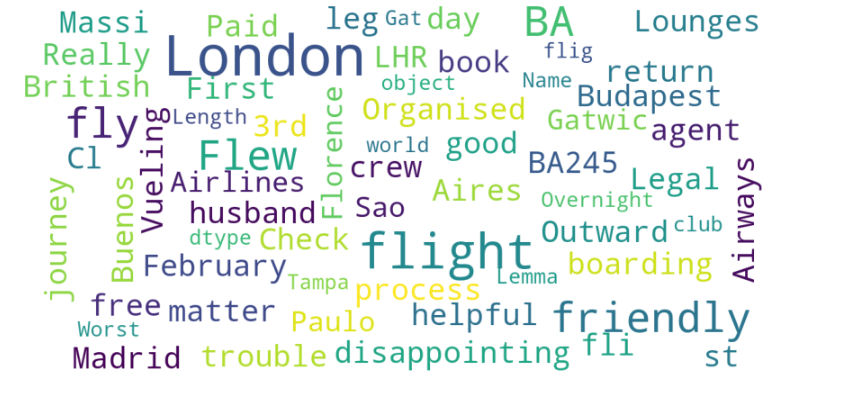 Massi Paid leg Gat day BA Lounges
Really London LHR book flig return
British First object Name Budapest
fly Length 3rd Organised Gatwic agent
Cl Flew world good BA245 Legal
Vueling Airlines Florence crew Aires Overnight Airways
journey Buenos husband Sao Outward club
dtype Check flight boarding
February Tampa process Lemma
free matter Paulo helpful friendly
Worst Madrid trouble disappointing fli st